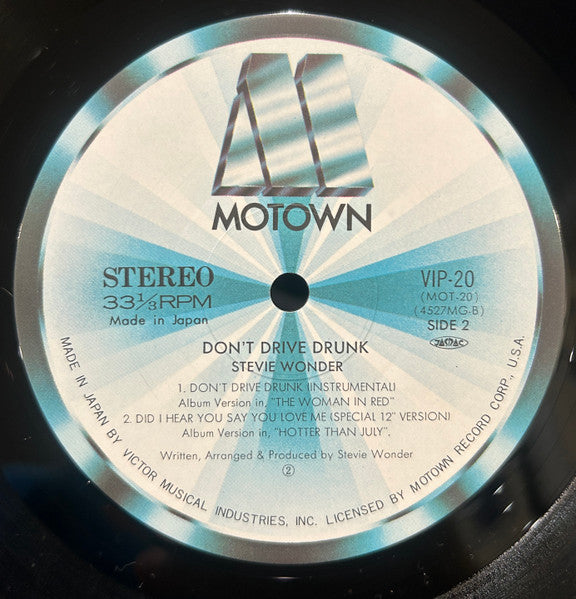 MOTOWN
STEREO
33⅓RPM
Made in Japan
VIP-20
(MOT-20)
(4527MG-B)
SIDE 2
JASRAC
DON'T DRIVE DRUNK
STEVIE WONDER
1. DON'T DRIVE DRUNK (INSTRUMENTAL)
Album Version in, "THE WOMAN IN RED"
2. DID I HEAR YOU SAY YOU LOVE ME (SPECIAL 12" VERSION)
Album Version in, "HOTTER THAN JULY".
Written, Arranged & Produced by Stevie Wonder
②
MADE IN JAPAN BY VICTOR MUSICAL INDUSTRIES, INC. LICENSED BY MOTOWN RECORD CORP., U.S.A.